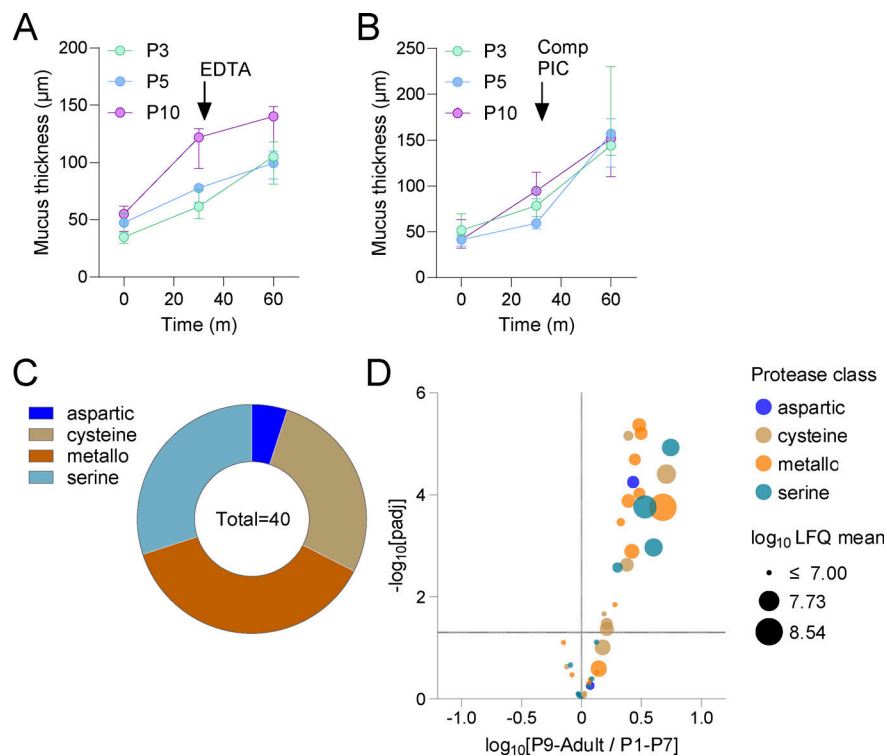 A
200
150
100
50
0
Mucus thickness (µm)
P3
P5
P10
EDTA
0 20 40 60
Time (m)
B
250
200
150
100
50
0
Mucus thickness (µm)
P3
P5
P10
Comp
PIC
0 20 40 60
Time (m)
C
aspartic
cysteine
metallo
serine
Total=40
D
6
4
2
0
-log10[padj]
-1.0 -0.5 0 0.5 1.0
log10[P9-Adult / P1-P7]
Protease class
aspartic
cysteine
metallo
serine
log10 LFQ mean
≤ 7.00
7.73
8.54